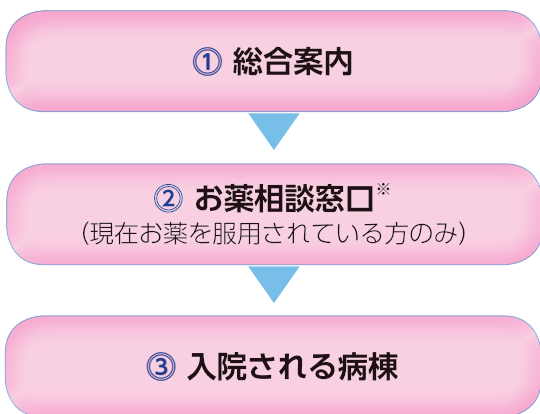 ① 総合案内
② お薬相談窓口※
（現在お薬を服用されている方のみ）
③ 入院される病棟